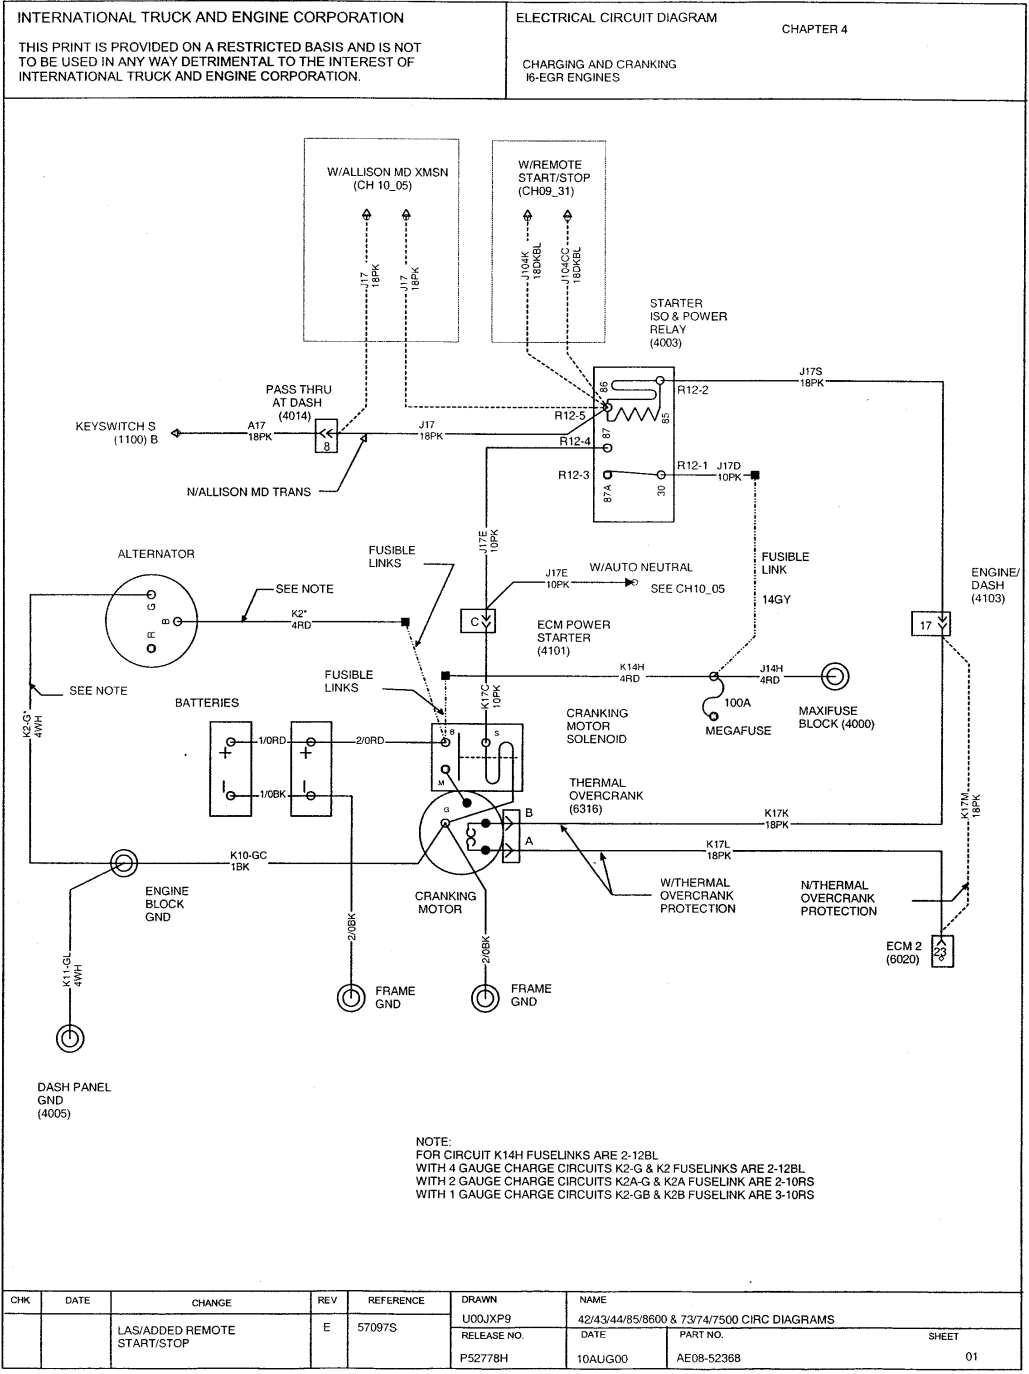 INTERNATIONAL TRUCK AND ENGINE CORPORATION
THIS PRINT IS PROVIDED ON A RESTRICTED BASIS AND IS NOT
TO BE USED IN ANY WAY DETRIMENTAL TO THE INTEREST OF
INTERNATIONAL TRUCK AND ENGINE CORPORATION.
ELECTRICAL CIRCUIT DIAGRAM
CHAPTER 4
CHARGING AND CRANKING
I6-EGR ENGINES
W/ALLISON MD XMSN
(CH 10_05)
W/REMOTE
START/STOP
(CH09_31)
J17
18PK
J17
18PK
J104K
18DKBL
J104CC
18DKBL
STARTER
ISO & POWER
RELAY
(4003)
J17S
18PK
PASS THRU
AT DASH
(4014)
KEYSWITCH S
(1100) B
A17
18PK
8
J17
18PK
N/ALLISON MD TRANS
86
R12-2
R12-5
85
87
R12-4
R12-3
87A
30
R12-1
J17D
10PK
ALTERNATOR
G
B
R
SEE NOTE
K2*
4RD
FUSIBLE
LINKS
J17E
10PK
J17E
10PK
W/AUTO NEUTRAL
SEE CH10_05
FUSIBLE
LINK
14GY
ENGINE/
DASH
(4103)
17
C
ECM POWER
STARTER
(4101)
SEE NOTE
K2-G*
4WH
FUSIBLE
LINKS
K17C
10PK
K14H
4RD
J14H
4RD
100A
MEGAFUSE
MAXIFUSE
BLOCK (4000)
BATTERIES
1/0RD
2/0RD
+
+
1/0BK
B
S
M
G
CRANKING
MOTOR
SOLENOID
THERMAL
OVERCRANK
(6316)
B
A
K17K
18PK
K17L
18PK
K17M
18PK
K10-GC
1BK
ENGINE
BLOCK
GND
CRANKING
MOTOR
OC
W/THERMAL
OVERCRANK
PROTECTION
N/THERMAL
OVERCRANK
PROTECTION
ECM 2
(6020)
23
K11-GL
4WH
2/0BK
2/0BK
FRAME
GND
FRAME
GND
DASH PANEL
GND
(4005)
NOTE:
FOR CIRCUIT K14H FUSELINKS ARE 2-12BL
WITH 4 GAUGE CHARGE CIRCUITS K2-G & K2 FUSELINKS ARE 2-12BL
WITH 2 GAUGE CHARGE CIRCUITS K2A-G & K2A FUSELINK ARE 2-10RS
WITH 1 GAUGE CHARGE CIRCUITS K2-GB & K2B FUSELINK ARE 3-10RS
CHK
DATE
CHANGE
REV
REFERENCE
DRAWN
NAME
LAS/ADDED REMOTE
START/STOP
E
57097S
U00JXP9
42/43/44/85/8600 & 73/74/7500 CIRC DIAGRAMS
RELEASE NO.
DATE
PART NO.
SHEET
P52778H
10AUG00
AE08-52368
01